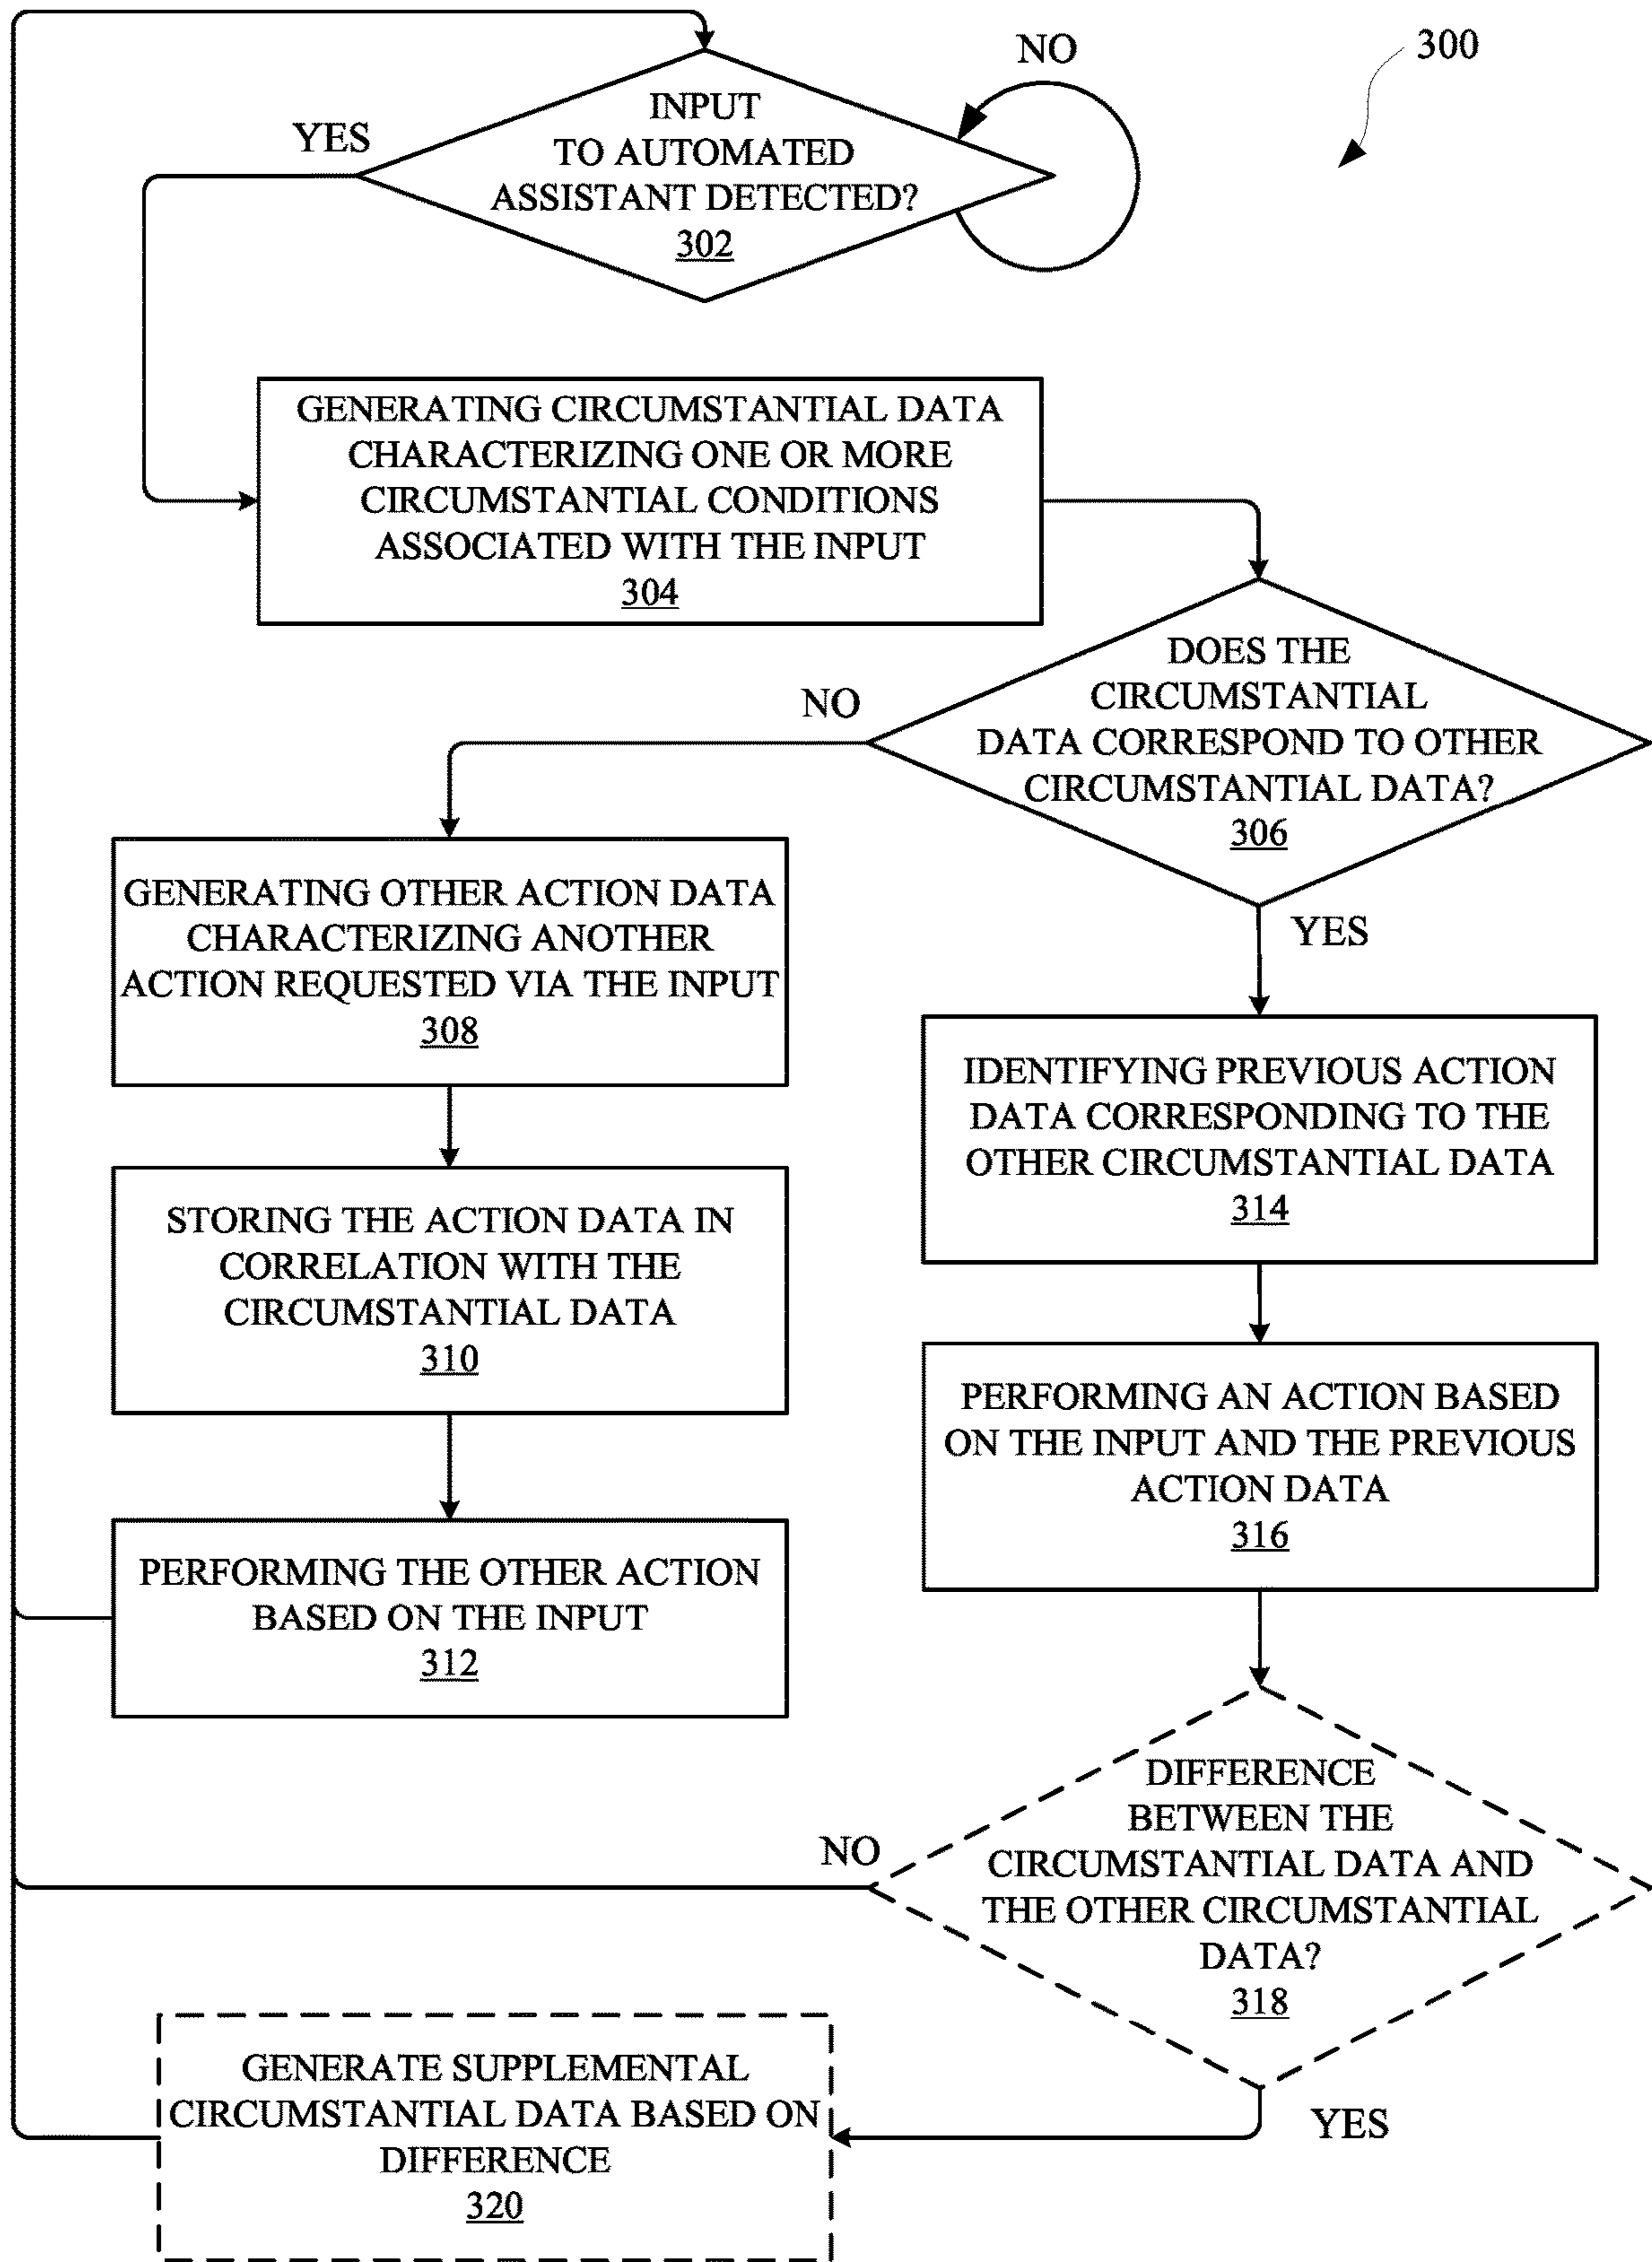 300
NO
INPUT
TO AUTOMATED
ASSISTANT DETECTED?
302
YES
GENERATING CIRCUMSTANTIAL DATA
CHARACTERIZING ONE OR MORE
CIRCUMSTANTIAL CONDITIONS
ASSOCIATED WITH THE INPUT
304
DOES THE
CIRCUMSTANTIAL
DATA CORRESPOND TO OTHER
CIRCUMSTANTIAL DATA?
306
NO
GENERATING OTHER ACTION DATA
CHARACTERIZING ANOTHER
ACTION REQUESTED VIA THE INPUT
308
STORING THE ACTION DATA IN
CORRELATION WITH THE
CIRCUMSTANTIAL DATA
310
PERFORMING THE OTHER ACTION
BASED ON THE INPUT
312
YES
IDENTIFYING PREVIOUS ACTION
DATA CORRESPONDING TO THE
OTHER CIRCUMSTANTIAL DATA
314
PERFORMING AN ACTION BASED
ON THE INPUT AND THE PREVIOUS
ACTION DATA
316
DIFFERENCE
BETWEEN THE
CIRCUMSTANTIAL DATA AND
THE OTHER CIRCUMSTANTIAL
DATA?
318
NO
YES
GENERATE SUPPLEMENTAL
CIRCUMSTANTIAL DATA BASED ON
DIFFERENCE
320